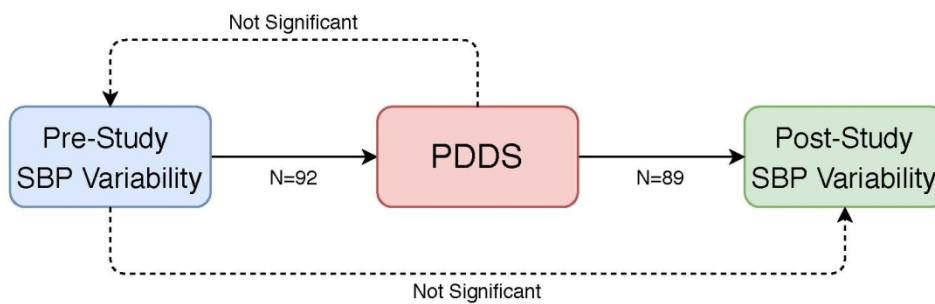 Not Significant
Pre-Study
SBP Variability
N=92
PDDS
N=89
Post-Study
SBP Variability
Not Significant